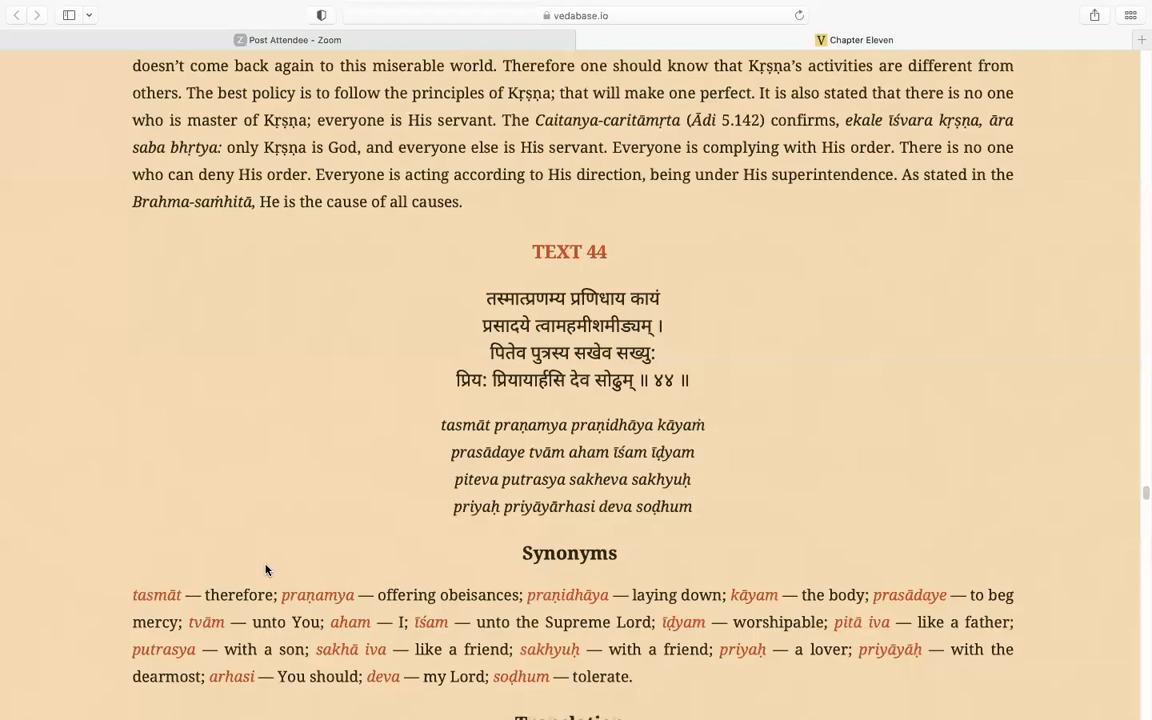 vedabase.io
Post Attendee - Zoom
Chapter Eleven
doesn’t come back again to this miserable world. Therefore one should know that Kṛṣṇa’s activities are different from
others. The best policy is to follow the principles of Kṛṣṇa; that will make one perfect. It is also stated that there is no one
who is master of Kṛṣṇa; everyone is His servant. The Caitanya-caritāmṛta (Ādi 5.142) confirms, ekale īśvara kṛṣṇa, āra
saba bhṛtya: only Kṛṣṇa is God, and everyone else is His servant. Everyone is complying with His order. There is no one
who can deny His order. Everyone is acting according to His direction, being under His superintendence. As stated in the
Brahma-saṁhitā, He is the cause of all causes.
TEXT 44
तस्मात्प्रणम्य प्रणिधाय कायं
प्रसादये त्वामहमीशमीड्यम् ।
पितेव पुत्रस्य सखेव सख्यु:
प्रिय: प्रियायार्हसि देव सोढुम् ॥ ४४ ॥
tasmāt praṇamya praṇidhāya kāyaṁ
prasādaye tvām aham īśam īḍyam
piteva putrasya sakheva sakhyuḥ
priyaḥ priyāyārhasi deva soḍhum
Synonyms
tasmāt — therefore; praṇamya — offering obeisances; praṇidhāya — laying down; kāyam — the body; prasādaye — to beg
mercy; tvām — unto You; aham — I; īśam — unto the Supreme Lord; īḍyam — worshipable; pitā iva — like a father;
putrasya — with a son; sakhā iva — like a friend; sakhyuḥ — with a friend; priyaḥ — a lover; priyāyāḥ — with the
dearmost; arhasi — You should; deva — my Lord; soḍhum — tolerate.